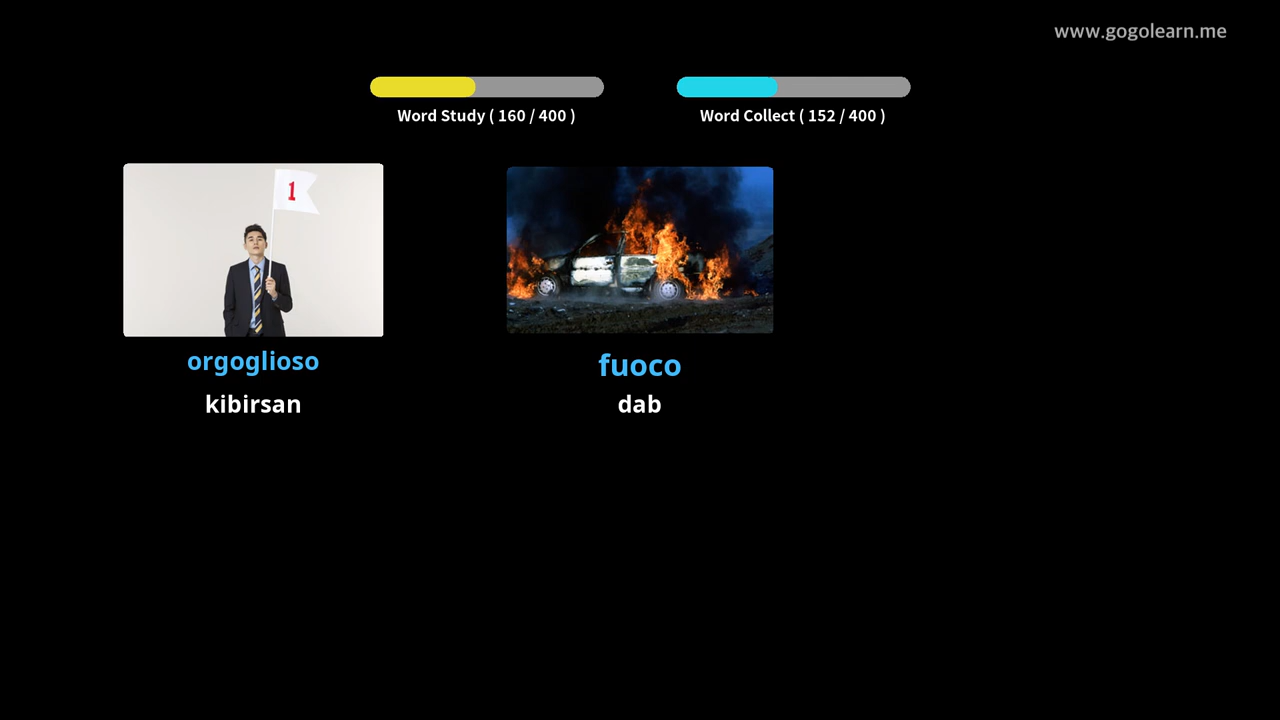 www.gogolearn.me
Word Study ( 160 / 400 )
Word Collect ( 152 / 400 )
1
orgoglioso
kibirsan
fuoco
dab